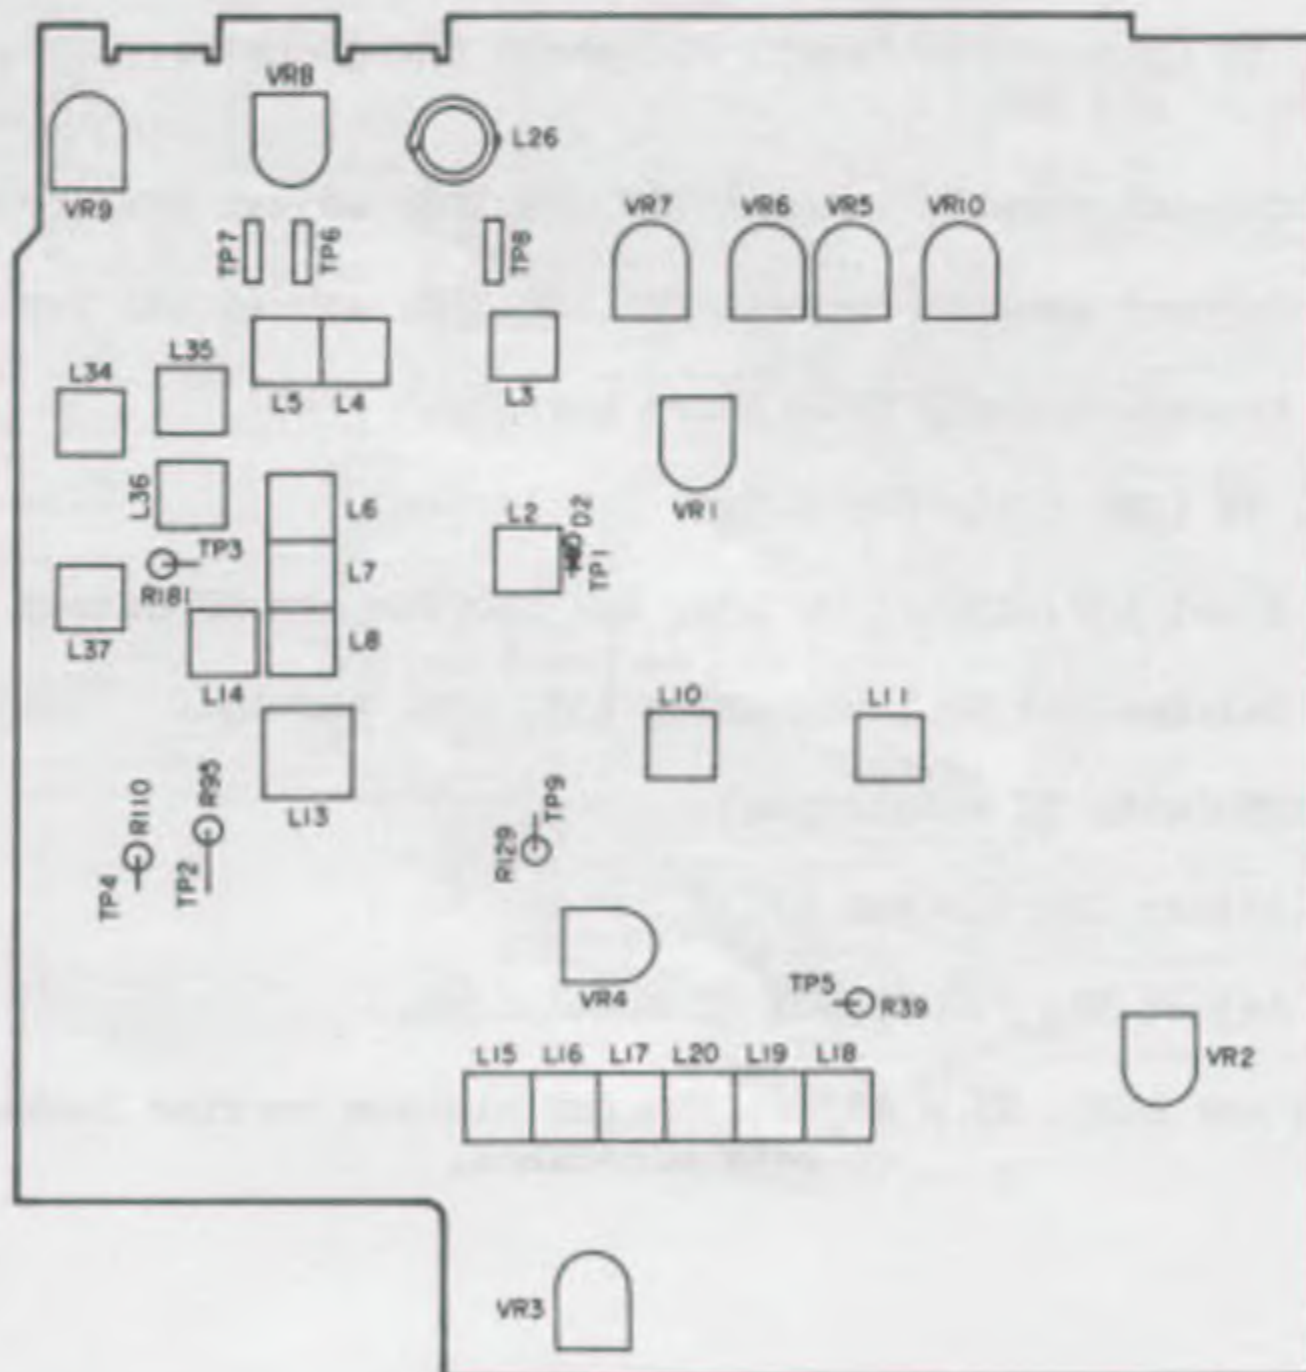 VR8
L26
VR9
VR7 VR6 VR5 VR10
TP7 TP6 TP8
L35
L34
L5 L4 L3
L36
L6 L2 D2
VR1
TP3
L7 TP1
R181
L37 L8
L14 L10 L11
R95
R110
TP9
L13
R129
TP4 TP2
VR4 TP5 R39
L15 L16 L17 L20 L19 L18 VR2
VR3